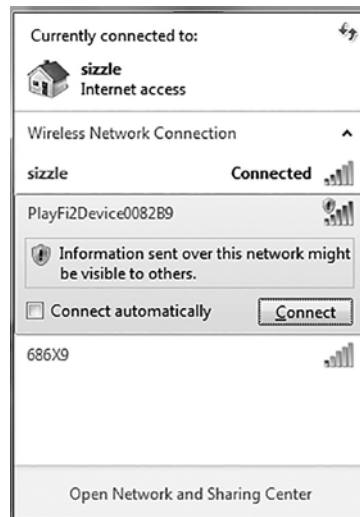 Currently connected to:
sizzle
Internet access
Wireless Network Connection
sizzle Connected
PlayFi2Device0082B9
Information sent over this network might
be visible to others.
Connect automatically Connect
686X9
Open Network and Sharing Center